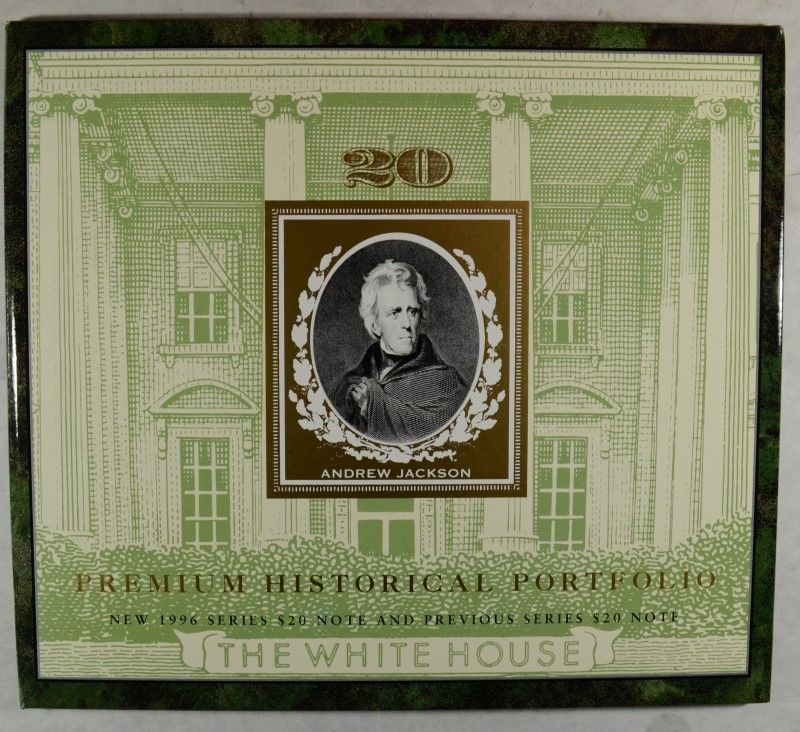 20
ANDREW JACKSON
PREMIUM HISTORICAL PORTFOLIO
NEW 1996 SERIES $20 NOTE AND PREVIOUS SERIES $20 NOTE
THE WHITE HOUSE